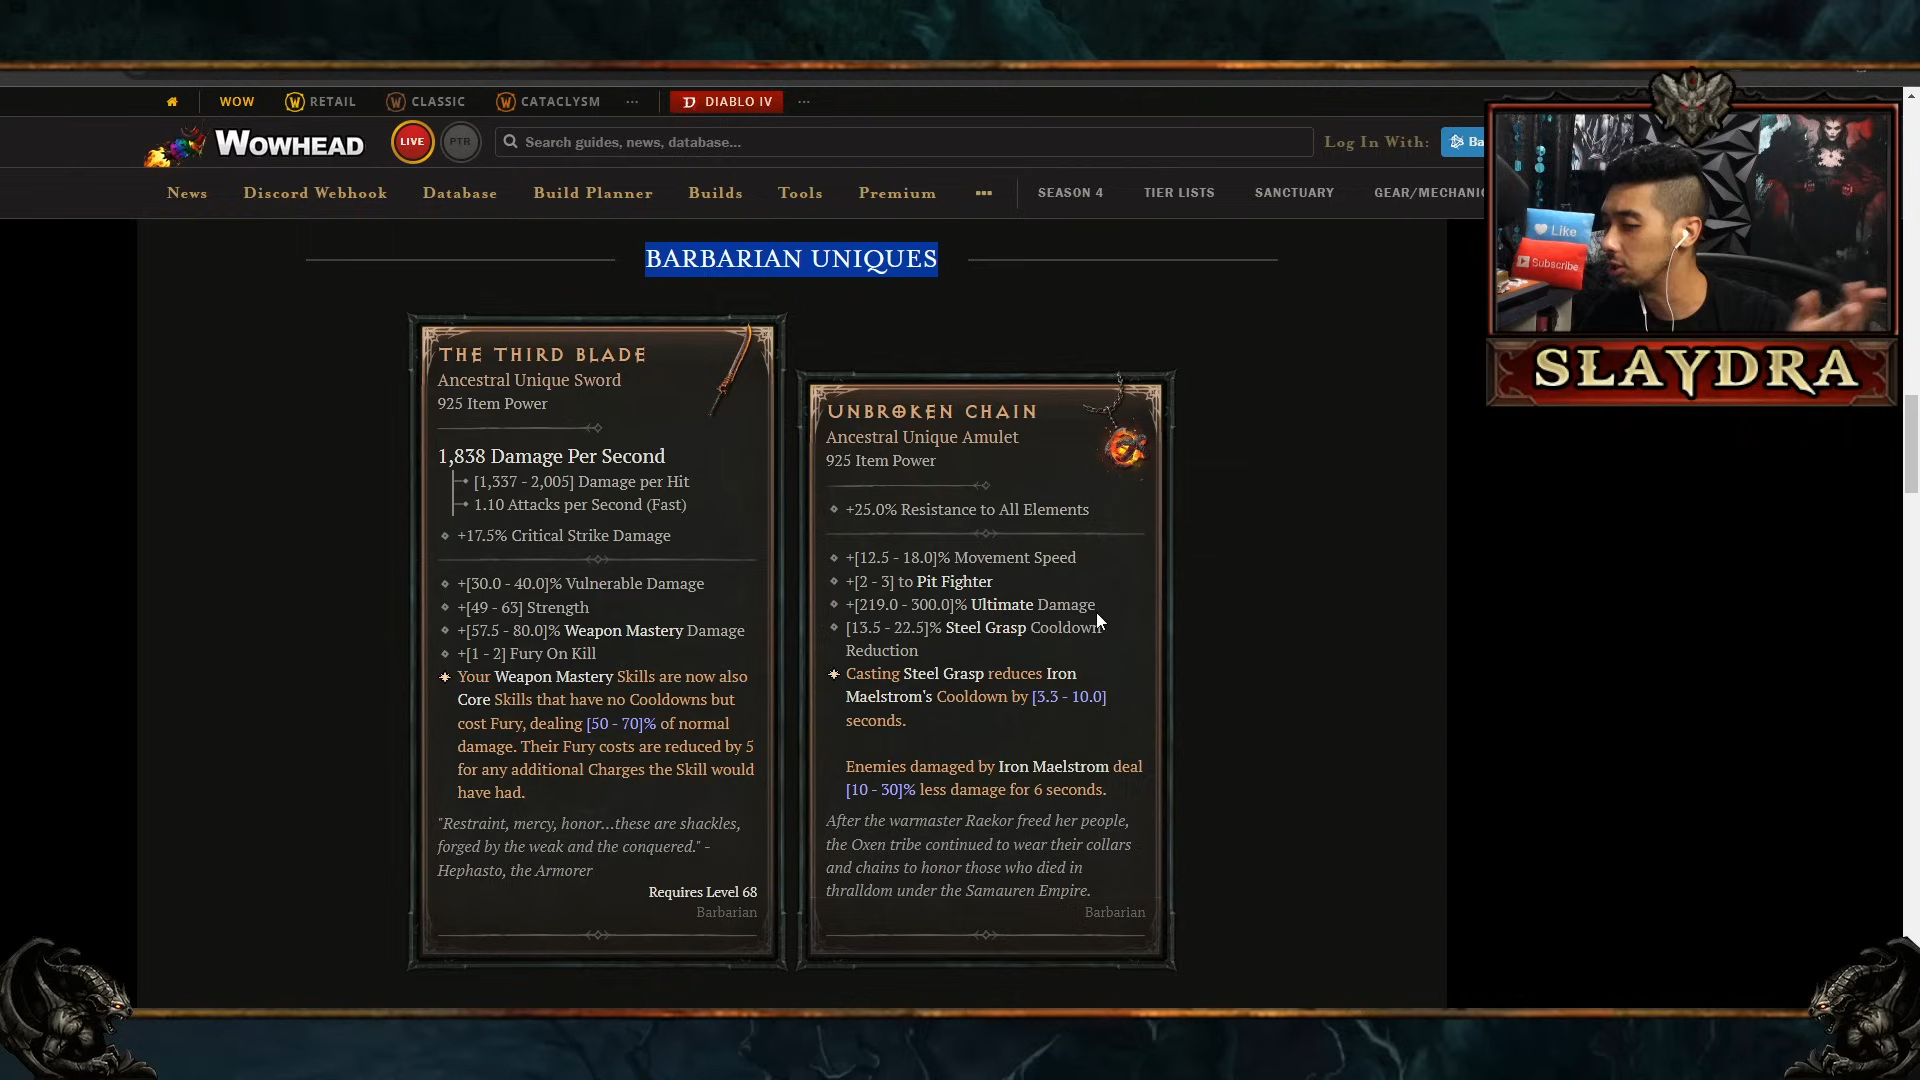 WOW
RETAIL
CLASSIC
CATACLYSM
...
DIABLO IV
...
WOWHEAD
LIVE
PTR
Search guides, news, database...
Log In With:
Ba
News
Discord Webhook
Database
Build Planner
Builds
Tools
Premium
SEASON 4
TIER LISTS
SANCTUARY
GEAR/MECHANIC
Like
Subscribe
SLAYDRA
BARBARIAN UNIQUES
THE THIRD BLADE
Ancestral Unique Sword
925 Item Power
1,838 Damage Per Second
[1,337 - 2,005] Damage per Hit
1.10 Attacks per Second (Fast)
+17.5% Critical Strike Damage
+[30.0 - 40.0]% Vulnerable Damage
+[49 - 63] Strength
+[57.5 - 80.0]% Weapon Mastery Damage
+[1 - 2] Fury On Kill
Your Weapon Mastery Skills are now also
Core Skills that have no Cooldowns but
cost Fury, dealing [50 - 70]% of normal
damage. Their Fury costs are reduced by 5
for any additional Charges the Skill would
have had.
"Restraint, mercy, honor...these are shackles,
forged by the weak and the conquered." -
Hephasto, the Armorer
Requires Level 68
Barbarian
UNBROKEN CHAIN
Ancestral Unique Amulet
925 Item Power
+25.0% Resistance to All Elements
+[12.5 - 18.0]% Movement Speed
+[2 - 3] to Pit Fighter
+[219.0 - 300.0]% Ultimate Damage
[13.5 - 22.5]% Steel Grasp Cooldown
Reduction
Casting Steel Grasp reduces Iron
Maelstrom's Cooldown by [3.3 - 10.0]
seconds.
Enemies damaged by Iron Maelstrom deal
[10 - 30]% less damage for 6 seconds.
After the warmaster Raekor freed her people,
the Oxen tribe continued to wear their collars
and chains to honor those who died in
thralldom under the Samauren Empire.
Barbarian